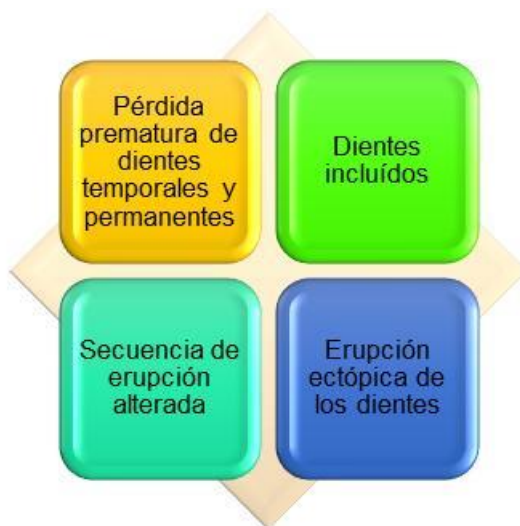 Pérdida
prematura de
dientes
temporales y
permanentes
Dientes
incluídos
Secuencia de
erupción
alterada
Erupción
ectópica de
los dientes